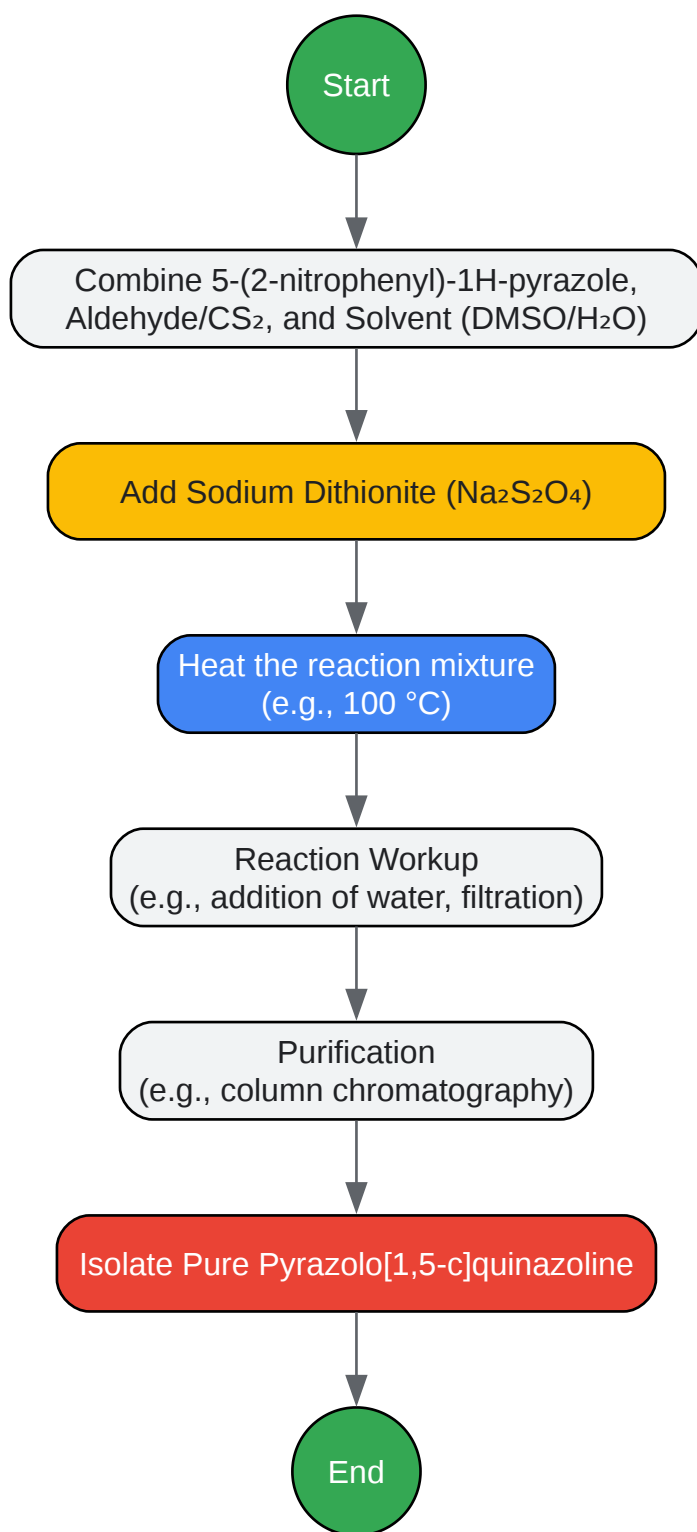 Start
Combine 5-(2-nitrophenyl)-1H-pyrazole,
Aldehyde/CS₂, and Solvent (DMSO/H₂O)
Add Sodium Dithionite (Na₂S₂O₄)
Heat the reaction mixture
(e.g., 100 °C)
Reaction Workup
(e.g., addition of water, filtration)
Purification
(e.g., column chromatography)
Isolate Pure Pyrazolo[1,5-c]quinazoline
End